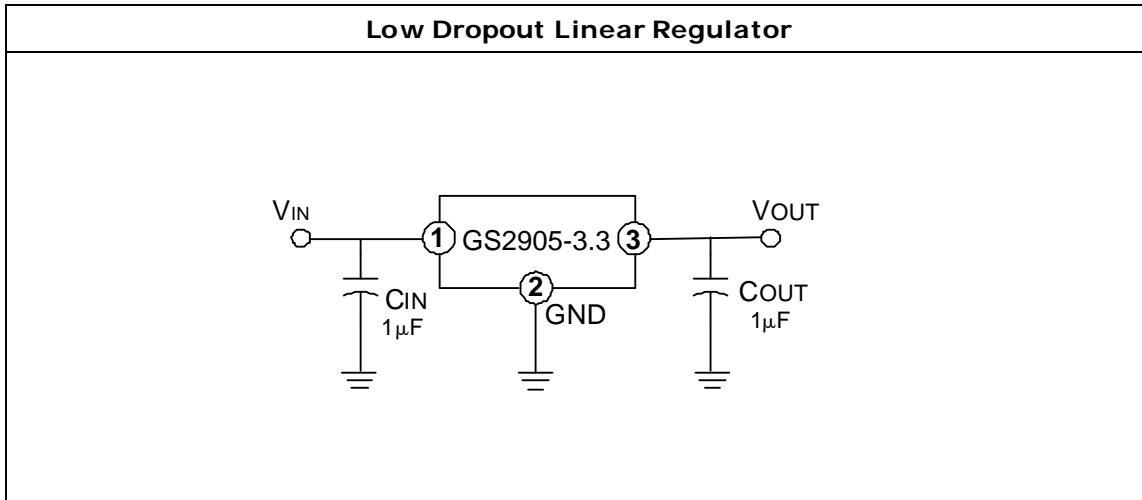 Low Dropout Linear Regulator
VIN
VOUT
1
GS2905-3.3
3
2
GND
CIN
1μF
COUT
1μF